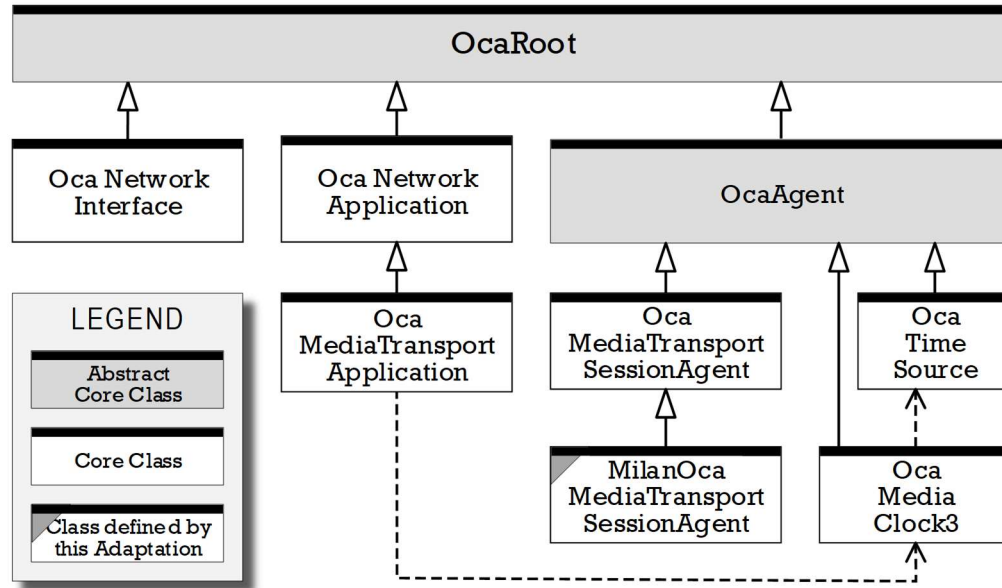 OcaRoot
Oca Network
Interface
Oca Network
Application
OcaAgent
LEGEND
Abstract
Core Class
Core Class
Class defined by
this Adaptation
Oca
MediaTransport
Application
Oca
MediaTransport
SessionAgent
Oca
Time
Source
MilanOca
MediaTransport
SessionAgent
Oca
Media
Clock3